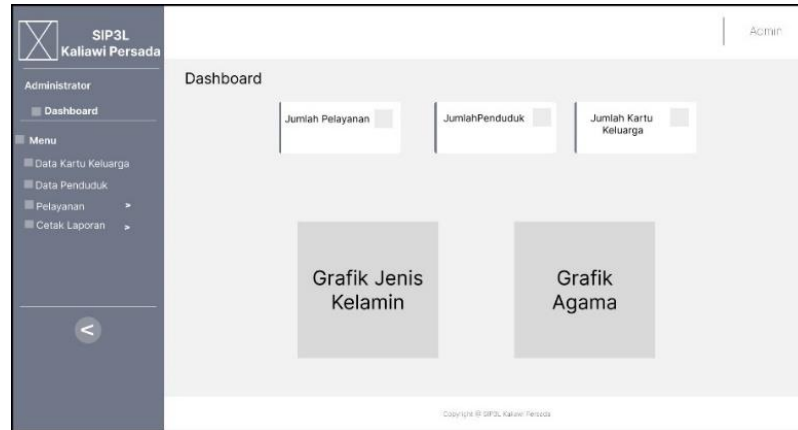 SIP3L
Kaliawi Persada
Administrator
Dashboard
Menu
Data Kartu Keluarga
Data Penduduk
Pelayanan >
Cetak Laporan >
<
Admin
Dashboard
Jumlah Pelayanan
JumlahPenduduk
Jumlah Kartu
Keluarga
Grafik Jenis
Kelamin
Grafik
Agama
Copyright @ SIP3L Kaliawi Persada